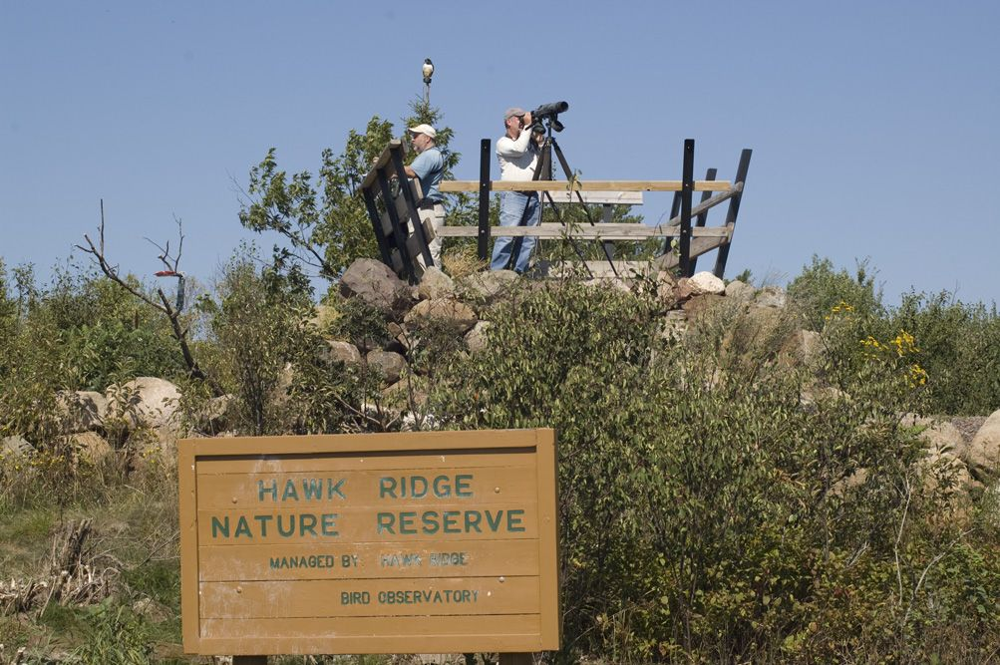 HAWK RIDGE
NATURE RESERVE
MANAGED BY: HAWK RIDGE
BIRD OBSERVATORY